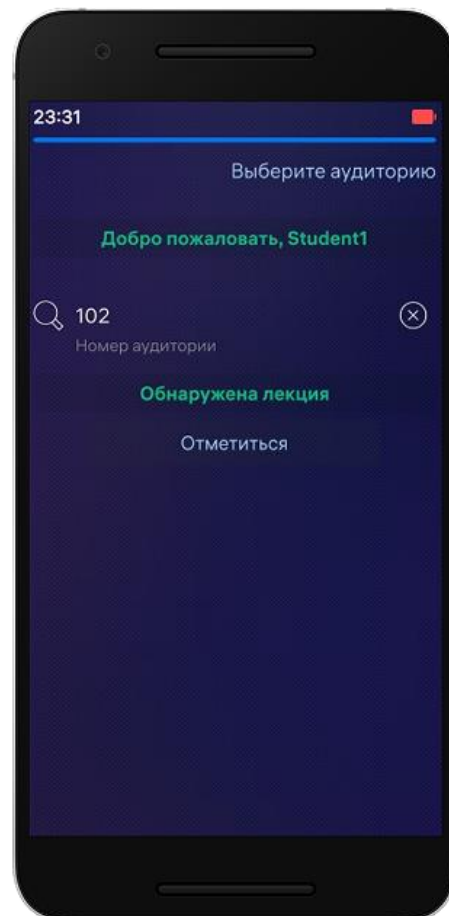 23:31
Выберите аудиторию
Добро пожаловать, Student1
102
Номер аудитории
Обнаружена лекция
Отметиться